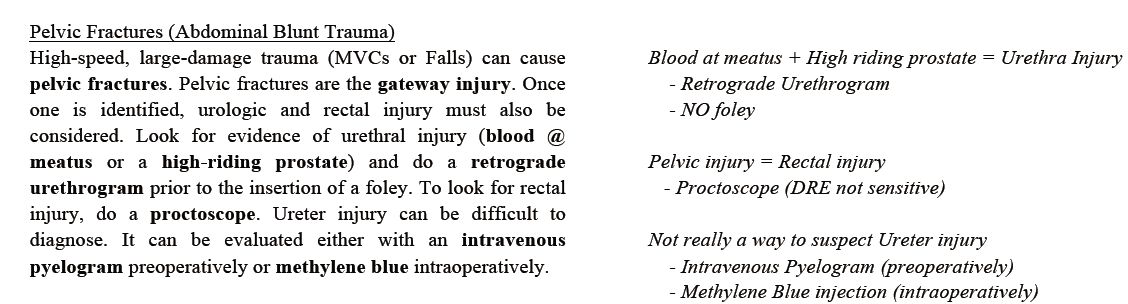 Pelvic Fractures (Abdominal Blunt Trauma)
High-speed, large-damage trauma (MVCs or Falls) can cause
pelvic fractures. Pelvic fractures are the gateway injury. Once
one is identified, urologic and rectal injury must also be
considered. Look for evidence of urethral injury (blood @
meatus or a high-riding prostate) and do a retrograde
urethrogram prior to the insertion of a foley. To look for rectal
injury, do a proctoscope. Ureter injury can be difficult to
diagnose. It can be evaluated either with an intravenous
pyelogram preoperatively or methylene blue intraoperatively.
Blood at meatus + High riding prostate = Urethra Injury
- Retrograde Urethrogram
- NO foley
Pelvic injury = Rectal injury
- Proctoscope (DRE not sensitive)
Not really a way to suspect Ureter injury
- Intravenous Pyelogram (preoperatively)
- Methylene Blue injection (intraoperatively)